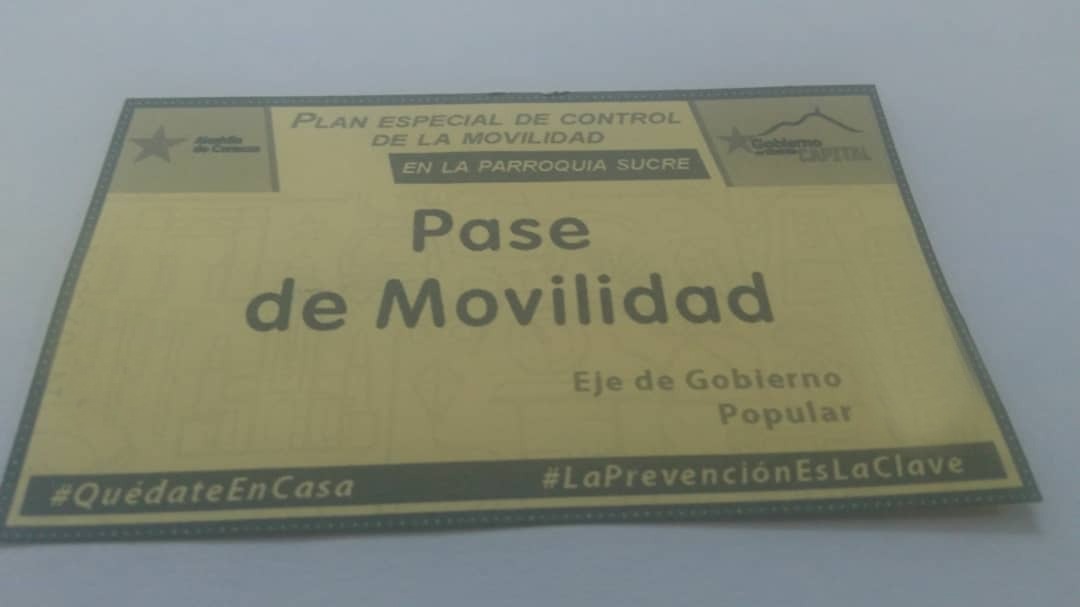 Alcaldía
de Caracas
PLAN ESPECIAL DE CONTROL
DE LA MOVILIDAD
EN LA PARROQUIA SUCRE
Gobierno
CAPITAL
Pase
de Movilidad
Eje de Gobierno
Popular
#QuédateEnCasa
#LaPrevenciónEsLaClave